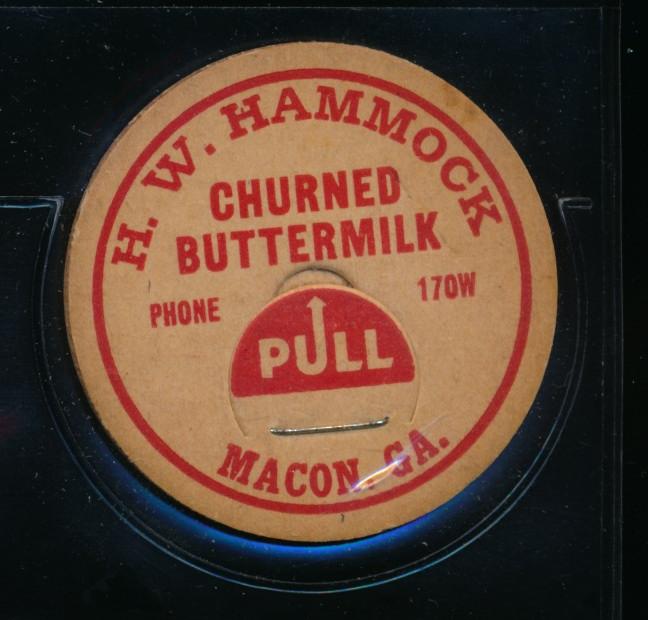 H. W. HAMMOCK
CHURNED
BUTTERMILK
PHONE 170W
PULL
MACON, GA.